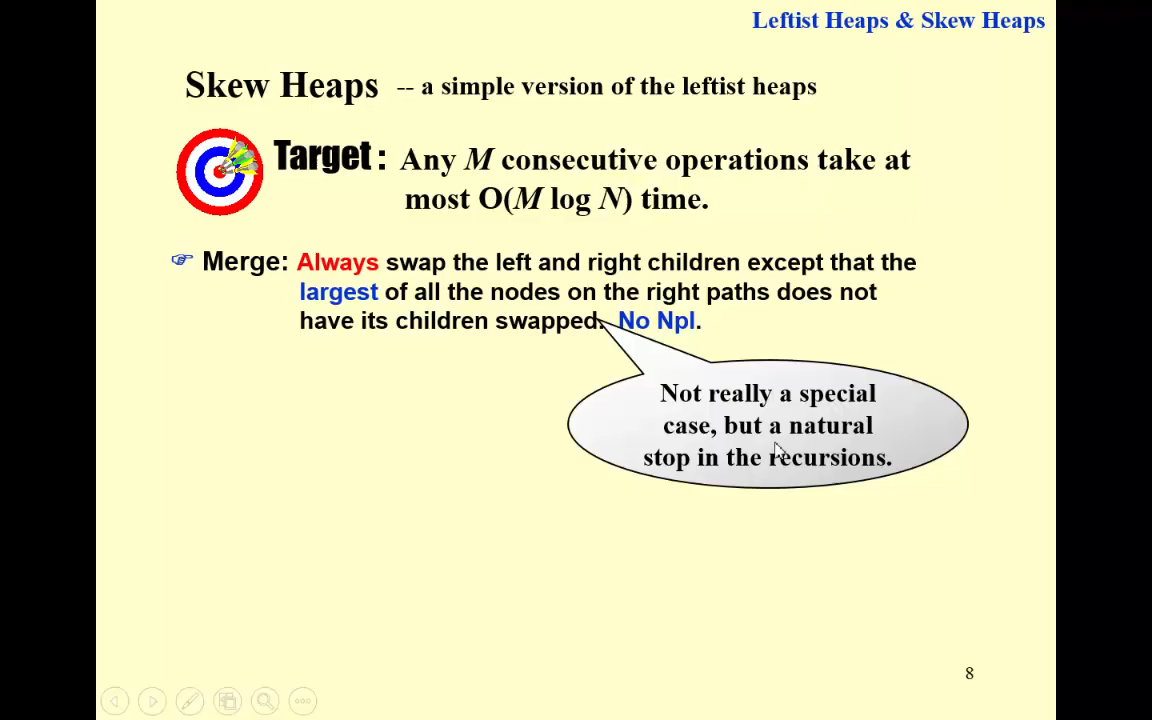 Leftist Heaps & Skew Heaps
Skew Heaps -- a simple version of the leftist heaps
Target : Any M consecutive operations take at
most O(M log N) time.
Merge: Always swap the left and right children except that the
largest of all the nodes on the right paths does not
have its children swapped. No Npl.
Not really a special
case, but a natural
stop in the recursions.
8